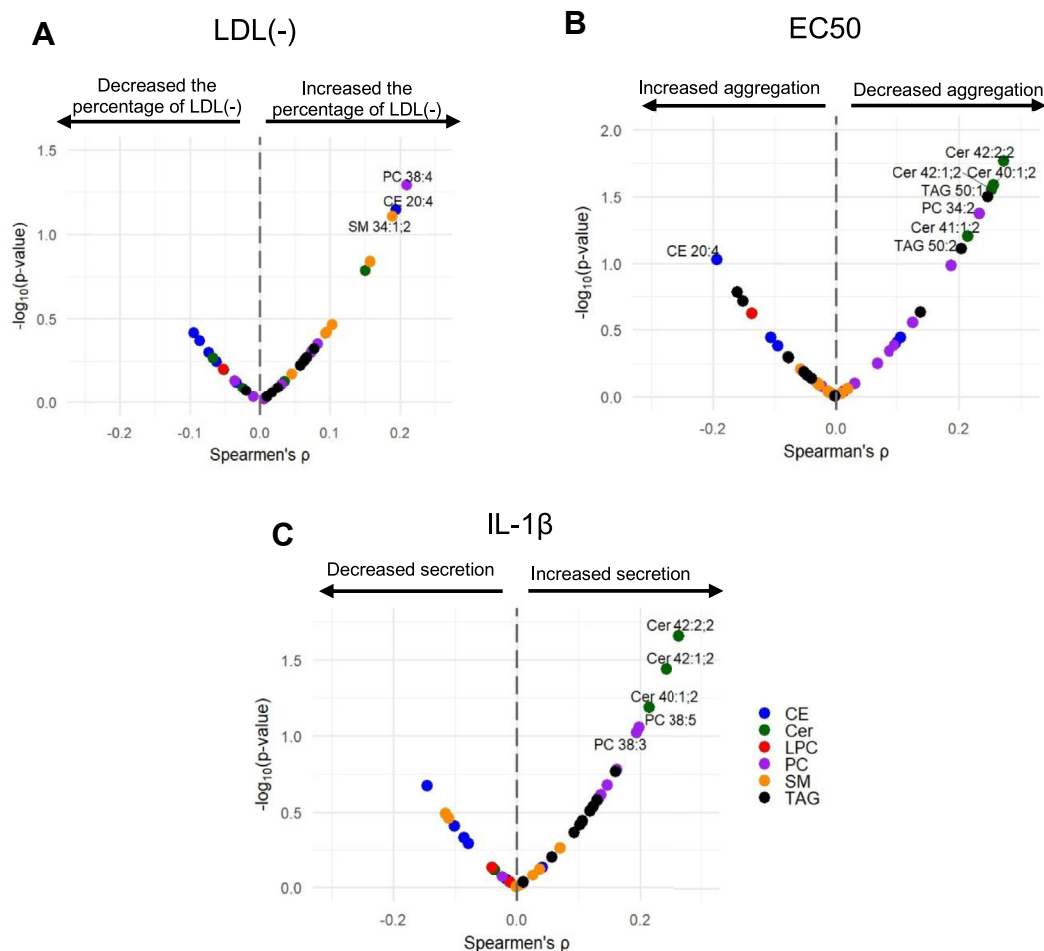 A
LDL(-)
Decreased the
percentage of LDL(-)
Increased the
percentage of LDL(-)
1.5
1.0
0.5
0.0
-log10(p-value)
PC 38:4
CE 20:4
SM 34:1;2
-0.2
-0.1
0.0
0.1
0.2
Spearmen's ρ
B
EC50
Increased aggregation
Decreased aggregation
2.0
1.5
1.0
0.5
0.0
-log10(p-value)
Cer 42:2;2
Cer 42:1;2
Cer 40:1;2
TAG 50:1
PC 34:2
Cer 41:1;2
TAG 50:2
CE 20:4
-0.2
0.0
0.2
Spearman's ρ
C
IL-1β
Decreased secretion
Increased secretion
1.5
1.0
0.5
0.0
-log10(p-value)
Cer 42:2;2
Cer 42:1;2
Cer 40:1;2
PC 38:5
PC 38:3
-0.2
0.0
0.2
Spearmen's ρ
CE
Cer
LPC
PC
SM
TAG